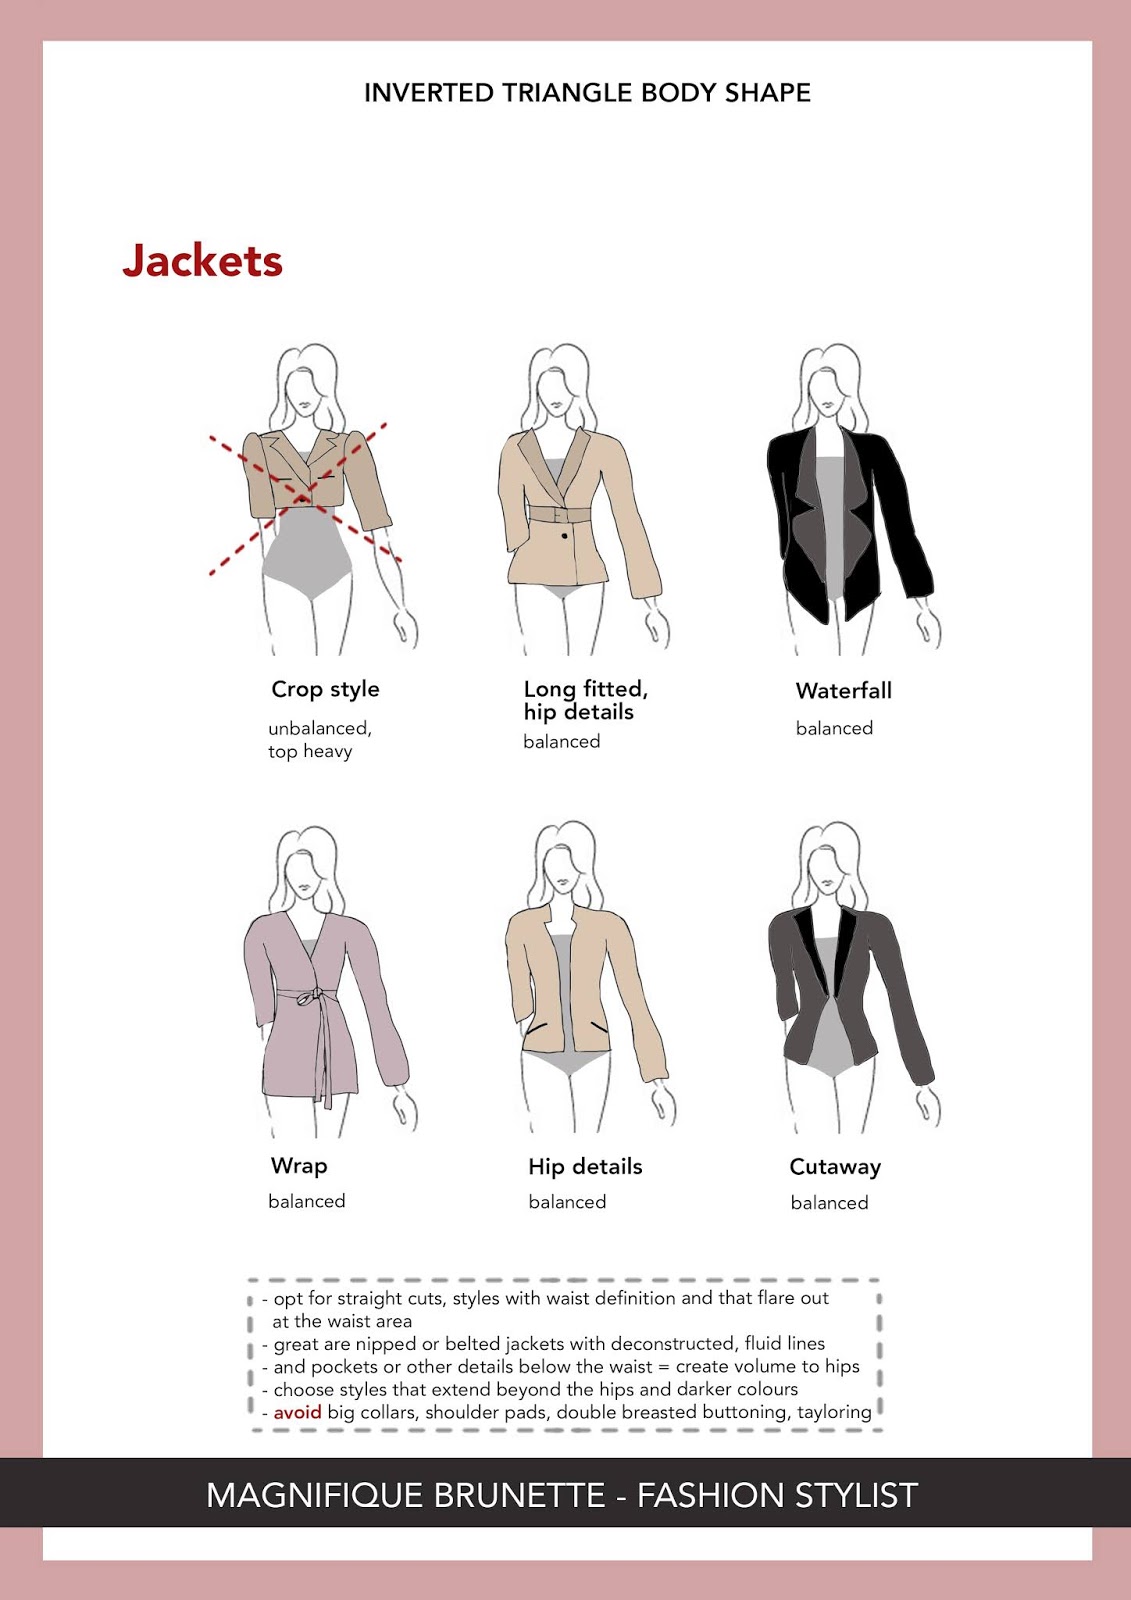 INVERTED TRIANGLE BODY SHAPE
Jackets
Crop style
unbalanced,
top heavy
Long fitted,
hip details
balanced
Waterfall
balanced
Wrap
balanced
Hip details
balanced
Cutaway
balanced
- opt for straight cuts, styles with waist definition and that flare out
at the waist area
- great are nipped or belted jackets with deconstructed, fluid lines
- and pockets or other details below the waist = create volume to hips
- choose styles that extend beyond the hips and darker colours
- avoid big collars, shoulder pads, double breasted buttoning, tayloring
MAGNIFIQUE BRUNETTE - FASHION STYLIST